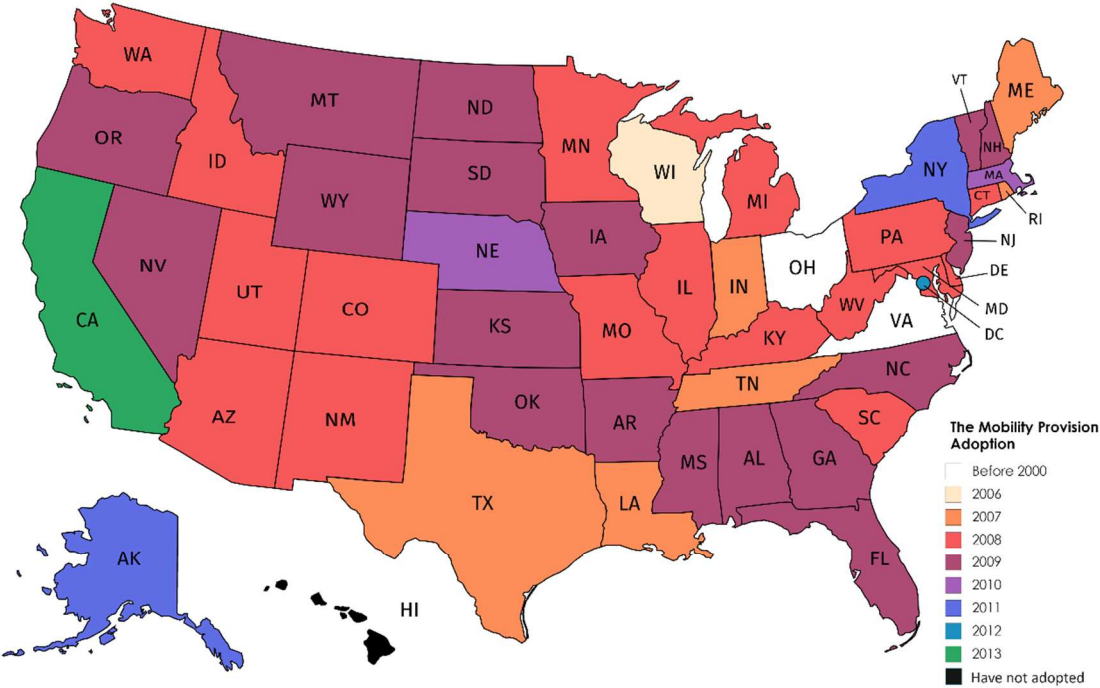 WA
MT
ND
MN
VT
ME
OR
ID
SD
WI
NY
NH
MA
CT
RI
WY
MI
IA
PA
NJ
NE
NV
UT
CO
IL
IN
OH
DE
MD
DC
WV
VA
CA
KS
MO
KY
NC
TN
AZ
NM
OK
AR
SC
MS
AL
GA
TX
LA
FL
AK
HI
The Mobility Provision
Adoption
Before 2000
2006
2007
2008
2009
2010
2011
2012
2013
Have not adopted